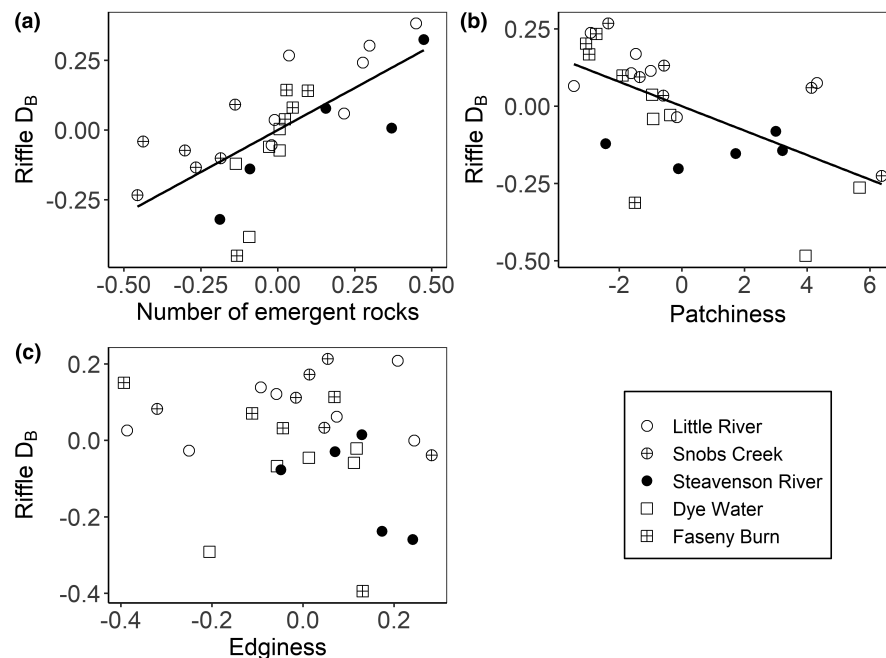 (a)
Riffle D_B
0.25
0.00
-0.25
-0.50 -0.25 0.00 0.25 0.50
Number of emergent rocks
(b)
Riffle D_B
0.25
0.00
-0.25
-0.50
-2 0 2 4 6
Patchiness
(c)
Riffle D_B
0.2
0.0
-0.2
-0.4
-0.4 -0.2 0.0 0.2
Edginess
Little River
Snobs Creek
Steavenson River
Dye Water
Faseny Burn